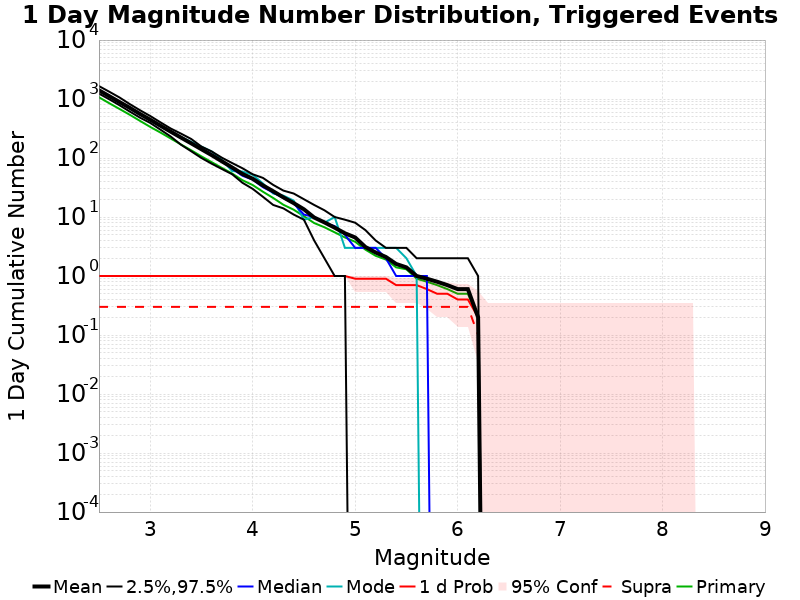 1 Day Magnitude Number Distribution, Triggered Events
10^4
10^3
10^2
10^1
10^0
10^-1
10^-2
10^-3
10^-4
1 Day Cumulative Number
3 4 5 6 7 8 9
Magnitude
Mean 2.5%,97.5% Median Mode 1 d Prob 95% Conf Supra Primary